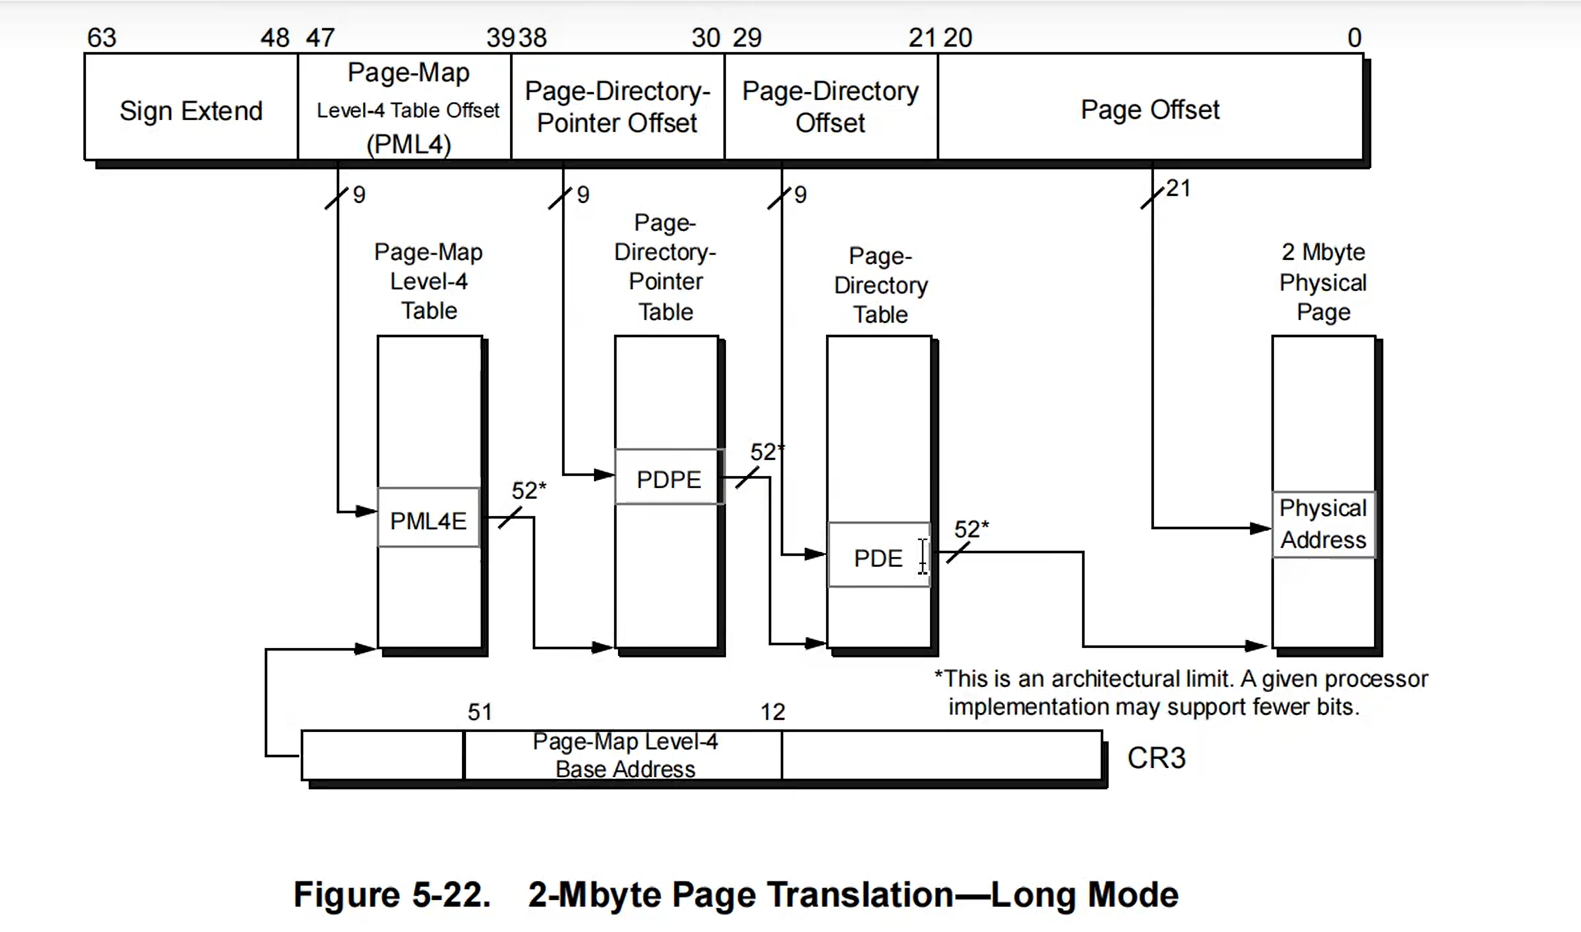 63 48 47 39 38 30 29 21 20 0
Sign Extend
Page-Map
Level-4 Table Offset
(PML4)
Page-Directory-
Pointer Offset
Page-Directory
Offset
Page Offset
9
9
9
21
Page-Map
Level-4
Table
Page-
Directory-
Pointer
Table
Page-
Directory
Table
2 Mbyte
Physical
Page
PML4E
52*
PDPE
52*
PDE
52*
Physical
Address
*This is an architectural limit. A given processor
implementation may support fewer bits.
51 12
Page-Map Level-4
Base Address
CR3
Figure 5-22. 2-Mbyte Page Translation—Long Mode